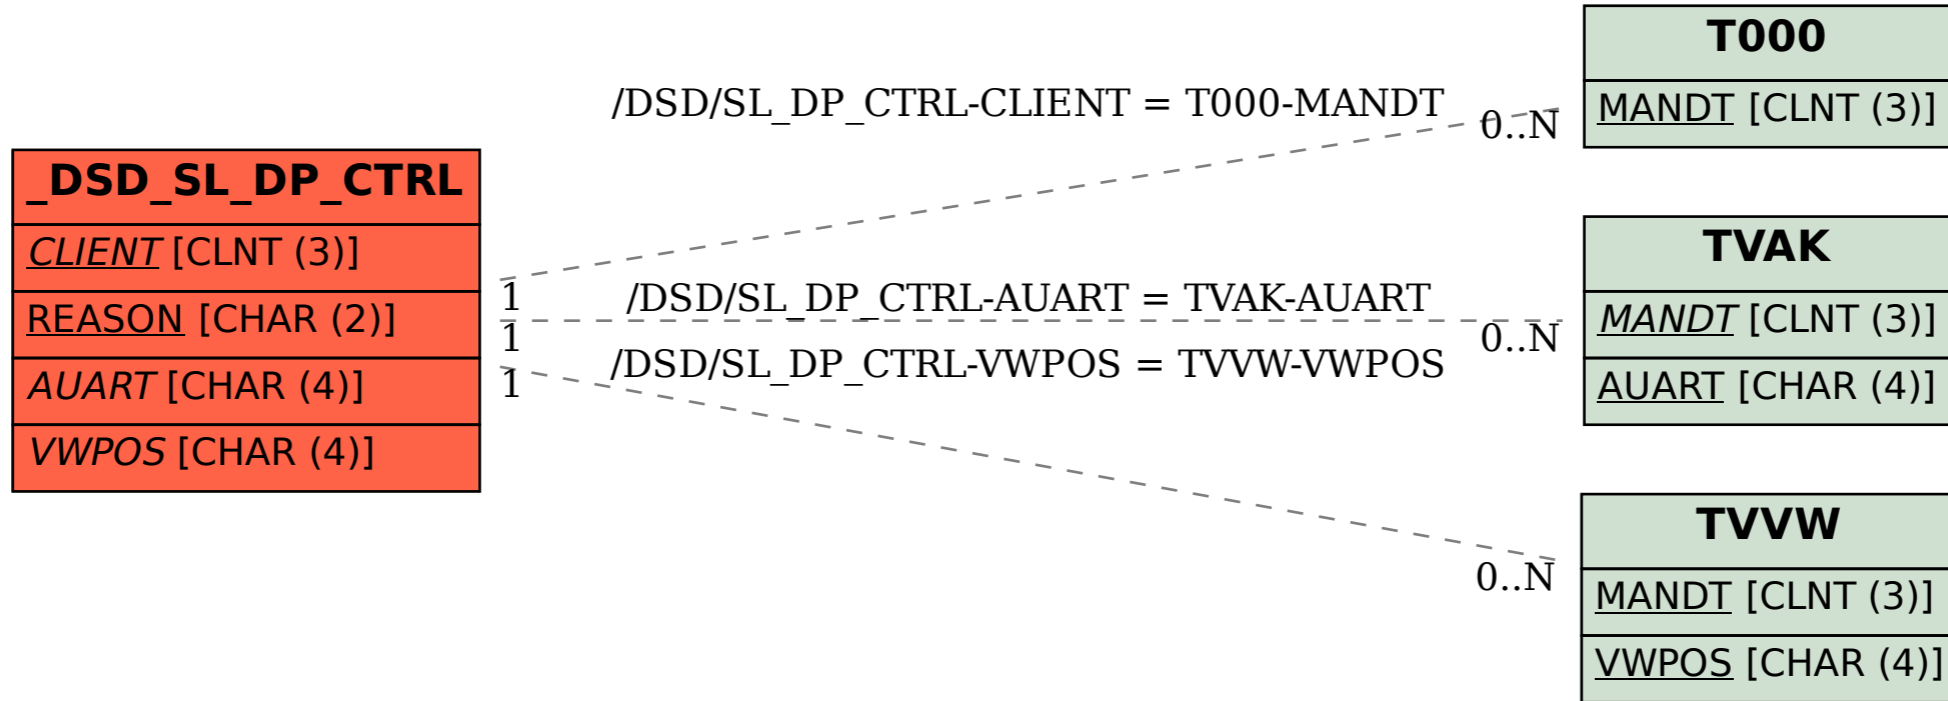 _DSD_SL_DP_CTRL
CLIENT [CLNT (3)]
REASON [CHAR (2)]
AUART [CHAR (4)]
VWPOS [CHAR (4)]
/DSD/SL_DP_CTRL-CLIENT = T000-MANDT
0..N
1
/DSD/SL_DP_CTRL-AUART = TVAK-AUART
0..N
1
/DSD/SL_DP_CTRL-VWPOS = TVVW-VWPOS
0..N
1
T000
MANDT [CLNT (3)]
TVAK
MANDT [CLNT (3)]
AUART [CHAR (4)]
TVVW
MANDT [CLNT (3)]
VWPOS [CHAR (4)]